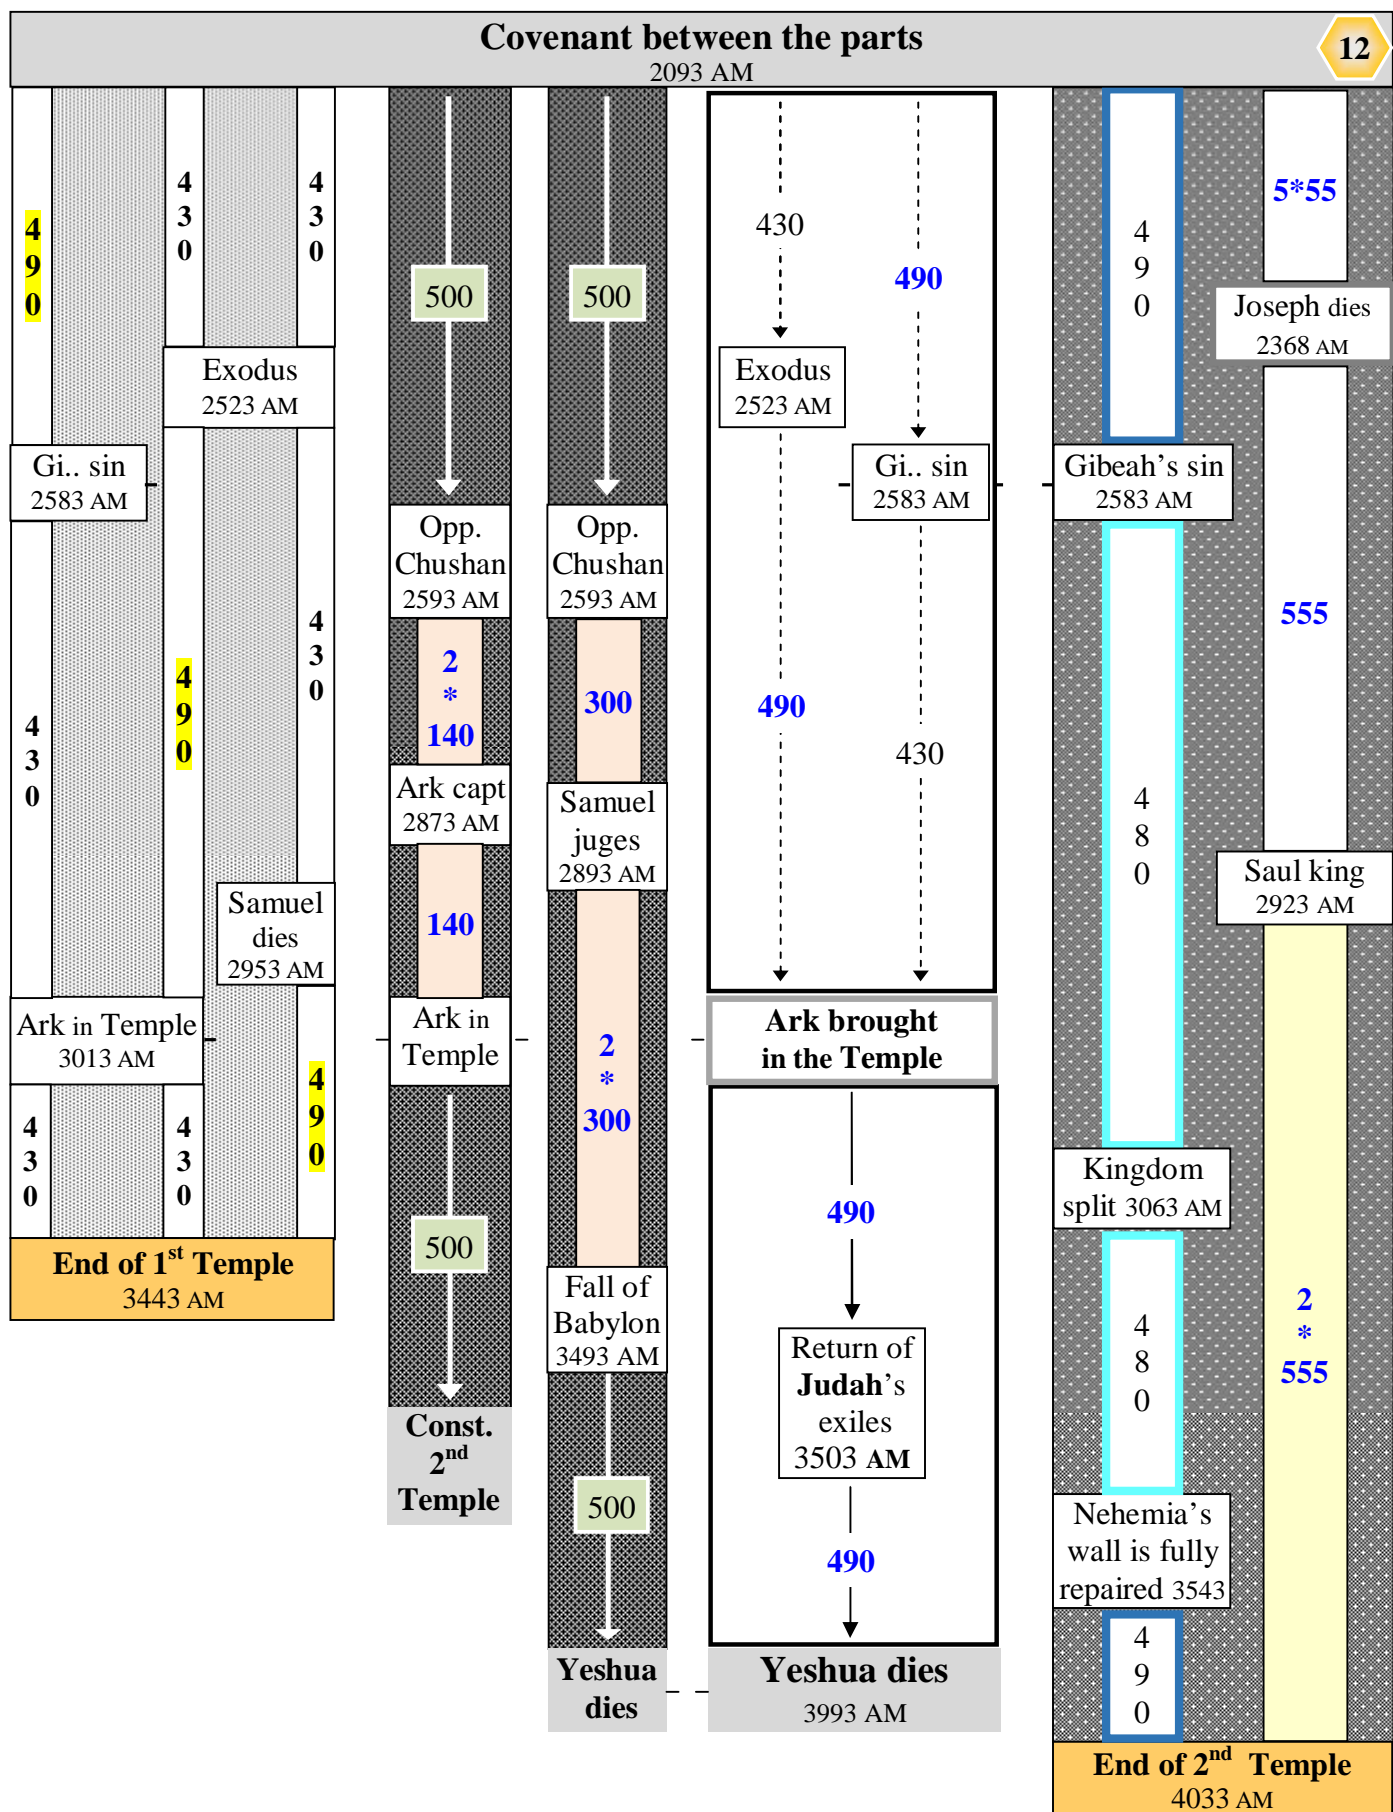 Covenant between the parts
2093 AM
12
490
430
Gi.. sin
2583 AM
430
Ark in Temple
3013 AM
430
430
Exodus
2523 AM
490
430
430
Samuel
dies
2953 AM
490
End of 1st Temple
3443 AM
500
Opp.
Chushan
2593 AM
2
*
140
Ark capt
2873 AM
140
Ark in
Temple
500
Const.
2nd
Temple
500
Opp.
Chushan
2593 AM
300
Samuel
juges
2893 AM
2
*
300
Fall of
Babylon
3493 AM
500
Yeshua
dies
430
490
Exodus
2523 AM
Gi.. sin
2583 AM
490
430
Ark brought
in the Temple
490
Return of
Judah's
exiles
3503 AM
490
Yeshua dies
3993 AM
490
Gibeah's sin
2583 AM
480
Kingdom
split 3063 AM
480
Nehemia's
wall is fully
repaired 3543
490
5*55
Joseph dies
2368 AM
555
Saul king
2923 AM
2
*
555
End of 2nd Temple
4033 AM